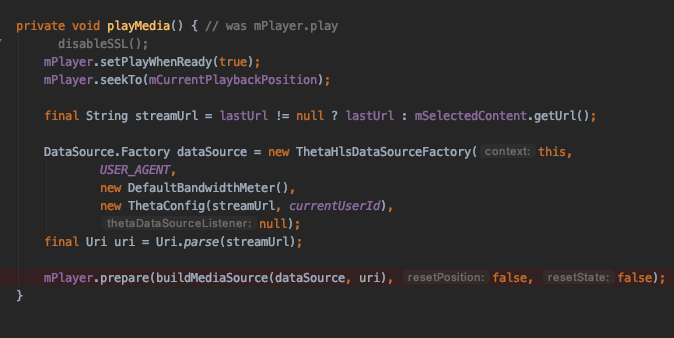 private void playMedia() { // was mPlayer.play
disableSSL();
mPlayer.setPlayWhenReady(true);
mPlayer.seekTo(mCurrentPlaybackPosition);
final String streamUrl = lastUrl != null ? lastUrl : mSelectedContent.getUrl();
DataSource.Factory dataSource = new ThetaHlsDataSourceFactory( context: this,
USER_AGENT,
new DefaultBandwidthMeter(),
new ThetaConfig(streamUrl, currentUserId),
thetaDataSourceListener: null);
final Uri uri = Uri.parse(streamUrl);
mPlayer.prepare(buildMediaSource(dataSource, uri), resetPosition: false, resetState: false);
}